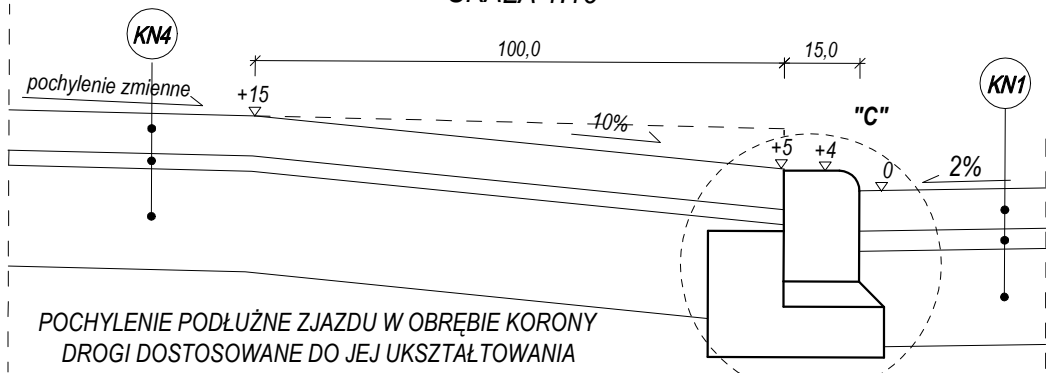 KN4
100,0
15,0
KN1
pochylenie zmienne
+15
10%
"C"
+5
+4
0
2%
POCHYLENIE PODŁUŻNE ZJAZDU W OBRĘBIE KORONY
DROGI DOSTOSOWANE DO JEJ UKSZTAŁTOWANIA